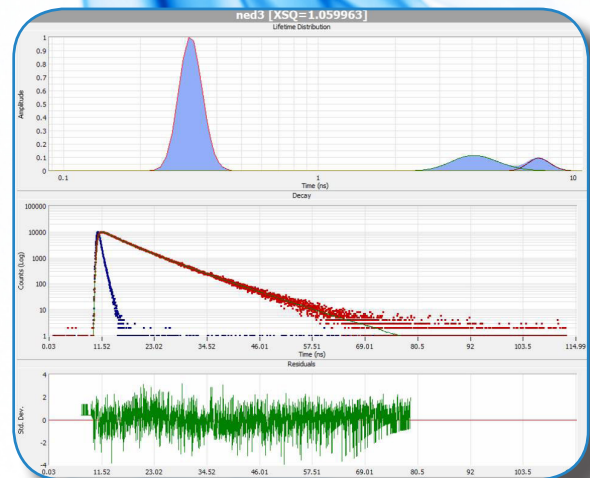 ned3 [XSQ=1.059963]
Lifetime Distribution
Amplitude
1
0.9
0.8
0.7
0.6
0.5
0.4
0.3
0.2
0.1
0
0.1 1 10
Time (ns)
Decay
Counts (Log)
100000
10000
1000
100
10
1
0.03 11.52 23.02 34.52 46.01 57.51 69.01 80.5 92 103.5 114.99
Time (ns)
Residuals
Std. Dev.
4
2
0
-2
-4
0.03 11.52 23.02 34.52 46.01 57.51 69.01 80.5 92 103.5